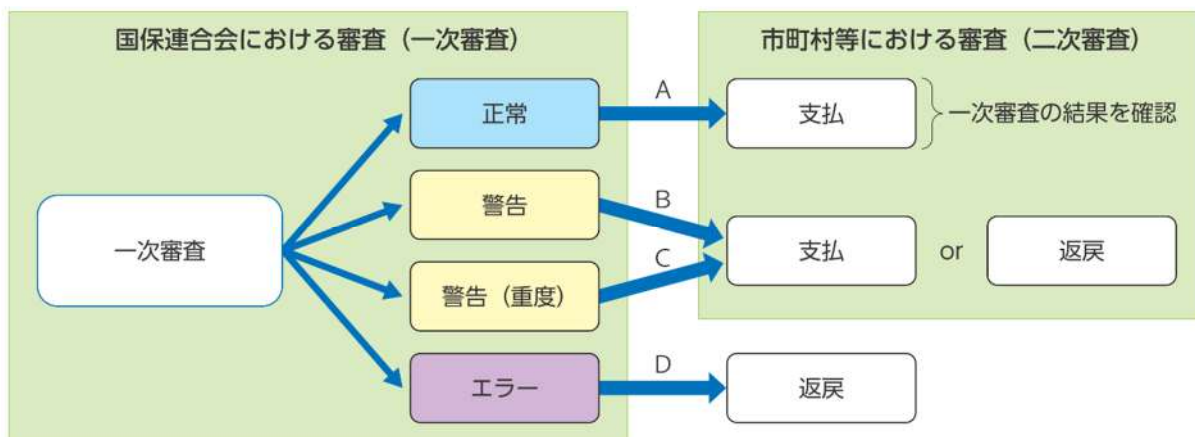 国保連合会における審査（一次審査）
一次審査
正常
警告
警告（重度）
エラー
A
B
C
D
市町村等における審査（二次審査）
支払
一次審査の結果を確認
支払 or 返戻
返戻